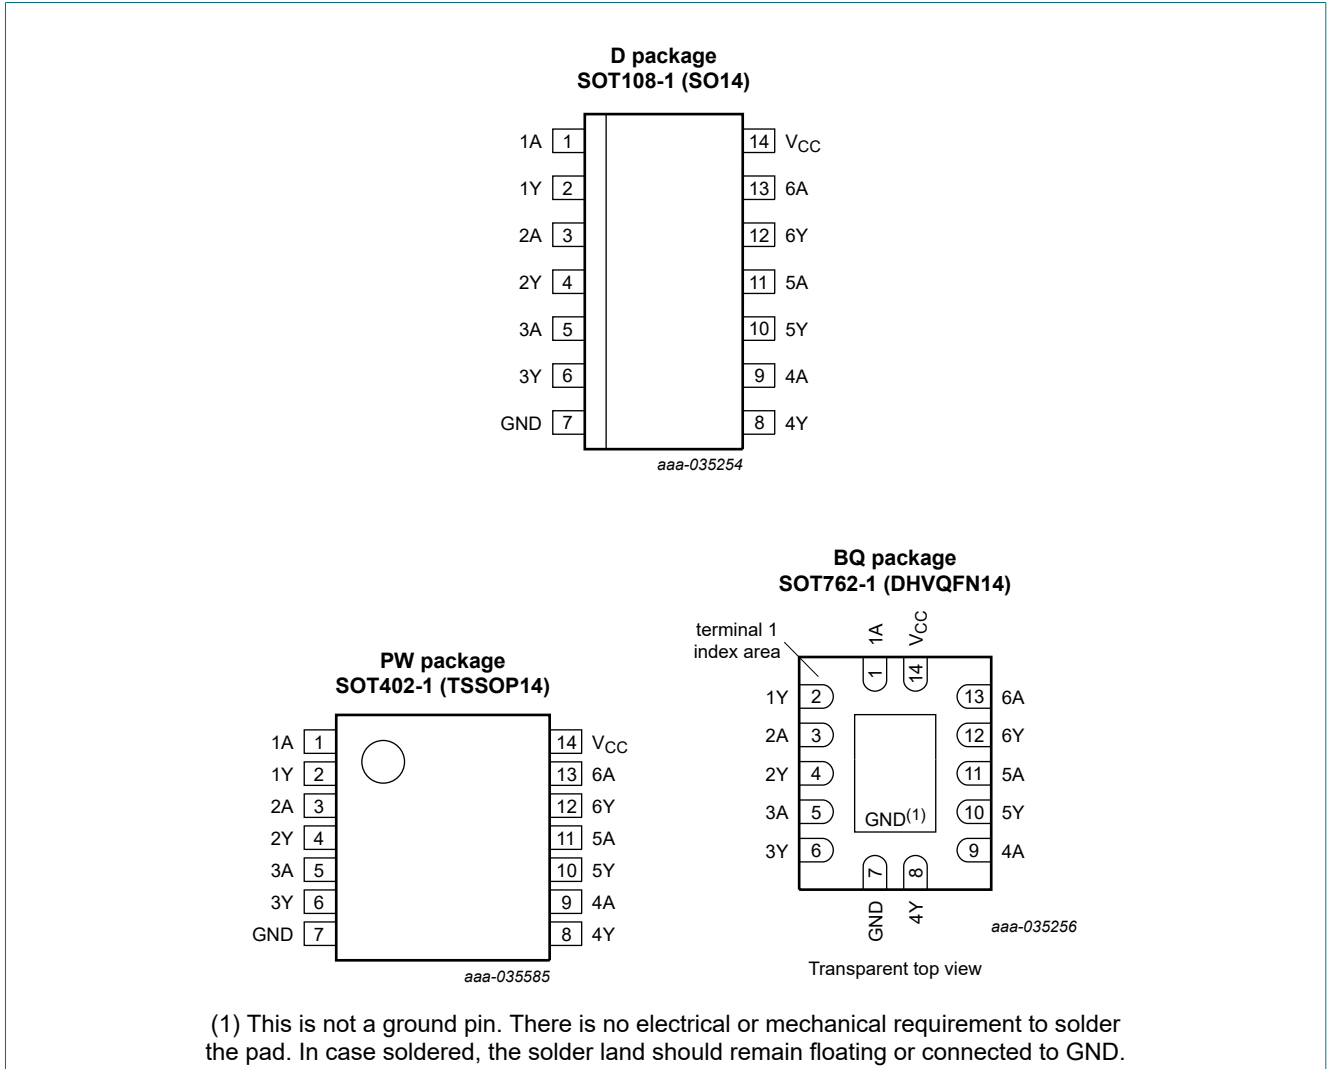 D package
SOT108-1 (SO14)
1A 1 14 VCC
1Y 2 13 6A
2A 3 12 6Y
2Y 4 11 5A
3A 5 10 5Y
3Y 6 9 4A
GND 7 8 4Y
aaa-035254
PW package
SOT402-1 (TSSOP14)
1A 1 14 VCC
1Y 2 13 6A
2A 3 12 6Y
2Y 4 11 5A
3A 5 10 5Y
3Y 6 9 4A
GND 7 8 4Y
aaa-035585
BQ package
SOT762-1 (DHVQFN14)
terminal 1
index area
1A VCC
1 14
1Y 2 13 6A
2A 3 12 6Y
2Y 4 11 5A
3A 5 10 5Y
GND(1)
3Y 6 9 4A
7 8
GND 4Y
aaa-035256
Transparent top view
(1) This is not a ground pin. There is no electrical or mechanical requirement to solder
the pad. In case soldered, the solder land should remain floating or connected to GND.